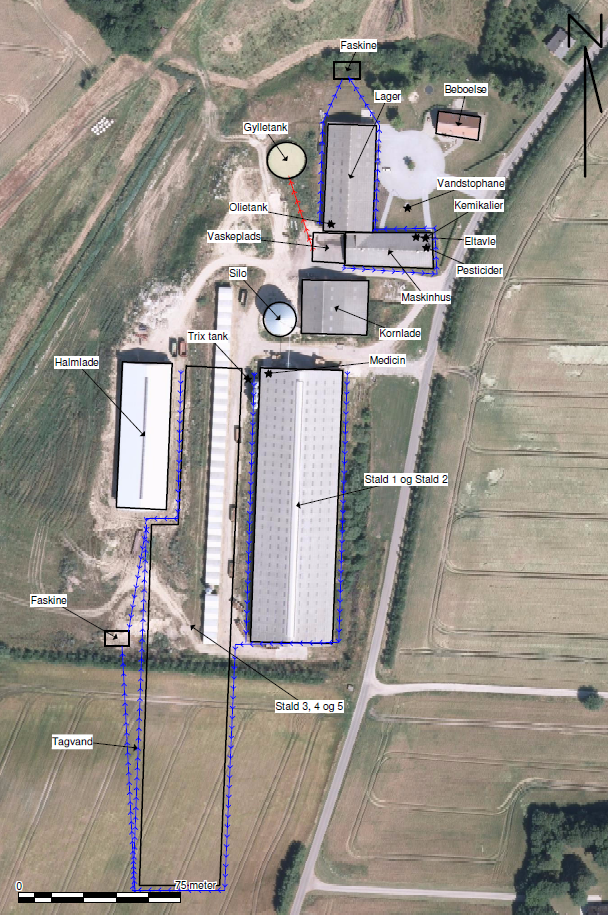 N
Faskine
Lager
Beboelse
Gylletank
Vandstophane
Olietank
Kemikalier
Vaskeplads
Eltavle
Pesticider
Silo
Maskinhus
Trix tank
Kornlade
Halmlade
Medicin
Stald 1 og Stald 2
Faskine
Stald 3, 4 og 5
Tagvand
0
75 meter